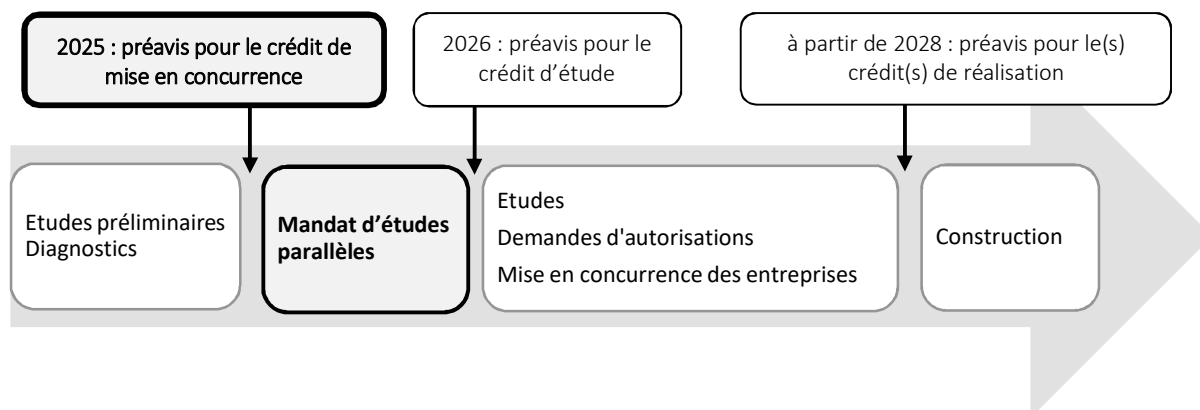 2025 : préavis pour le crédit de
mise en concurrence
2026 : préavis pour le
crédit d’étude
à partir de 2028 : préavis pour le(s)
crédit(s) de réalisation
Etudes préliminaires
Diagnostics
Mandat d’études
parallèles
Etudes
Demandes d'autorisations
Mise en concurrence des entreprises
Construction